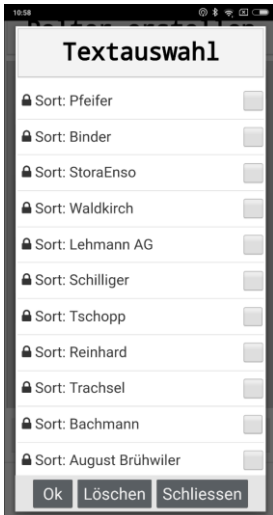 10:58
Textauswahl
Sort: Pfeifer
Sort: Binder
Sort: StoraEnso
Sort: Waldkirch
Sort: Lehmann AG
Sort: Schilliger
Sort: Tschopp
Sort: Reinhard
Sort: Trachsel
Sort: Bachmann
Sort: August Brühwiler
Ok Löschen Schliessen